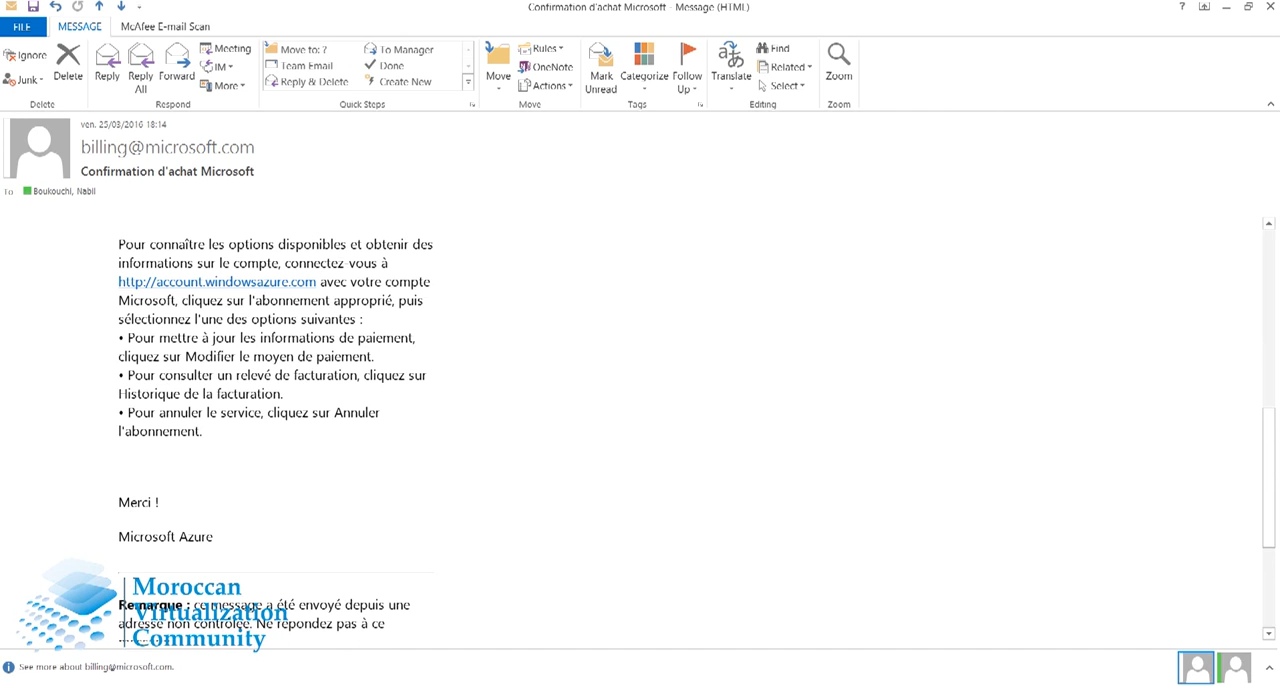 Confirmation d'achat Microsoft - Message (HTML)
FILE
MESSAGE
McAfee E-mail Scan
Ignore
Junk
Delete
Reply
Reply All
Forward
Meeting
IM
More
Move to: ?
Team Email
Reply & Delete
To Manager
Done
Create New
Move
Rules
OneNote
Actions
Mark Unread
Categorize
Follow Up
Translate
Find
Related
Select
Zoom
Delete
Respond
Quick Steps
Move
Tags
Editing
Zoom
ven. 25/03/2016 18:14
billing@microsoft.com
Confirmation d'achat Microsoft
To
Boukouchi, Nabil
Pour connaître les options disponibles et obtenir des
informations sur le compte, connectez-vous à
http://account.windowsazure.com avec votre compte
Microsoft, cliquez sur l'abonnement approprié, puis
sélectionnez l'une des options suivantes :
• Pour mettre à jour les informations de paiement,
cliquez sur Modifier le moyen de paiement.
• Pour consulter un relevé de facturation, cliquez sur
Historique de la facturation.
• Pour annuler le service, cliquez sur Annuler
l'abonnement.
Merci !
Microsoft Azure
Moroccan
Virtualization
Community
Remarque : ce message a été envoyé depuis une
adresse non contrôlée. Ne répondez pas à ce
See more about billing@microsoft.com.